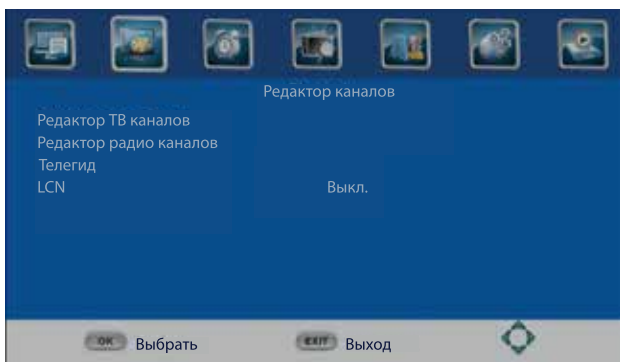 Редактор каналов
Редактор ТВ каналов
Редактор радио каналов
Телегид
LCN Выкл.
OK Выбрать EXIT Выход